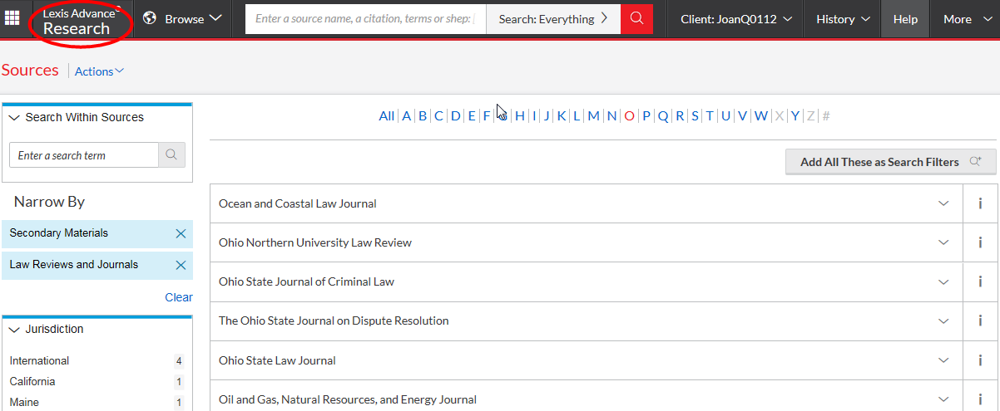 Lexis Advance®
Research
Browse
Enter a source name, a citation, terms or shep:
Search: Everything
Client: JoanQ0112
History
Help
More
Sources
Actions
Search Within Sources
Enter a search term
Narrow By
Secondary Materials
Law Reviews and Journals
Clear
Jurisdiction
International 4
California 1
Maine 1
All A B C D E F G H I J K L M N O P Q R S T U V W X Y Z #
Add All These as Search Filters
Ocean and Coastal Law Journal
Ohio Northern University Law Review
Ohio State Journal of Criminal Law
The Ohio State Journal on Dispute Resolution
Ohio State Law Journal
Oil and Gas, Natural Resources, and Energy Journal